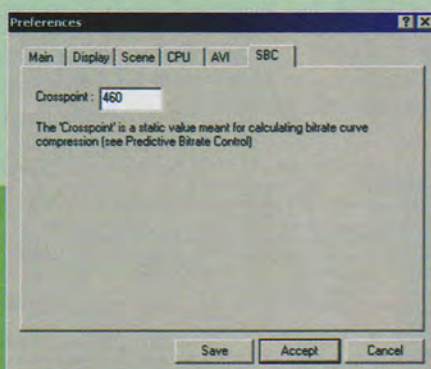 Preferences
Main Display Scene CPU AVI SBC
Crosspoint : 460
The 'Crosspoint' is a static value meant for calculating bitrate curve
compression (see Predictive Bitrate Control)
Save Accept Cancel